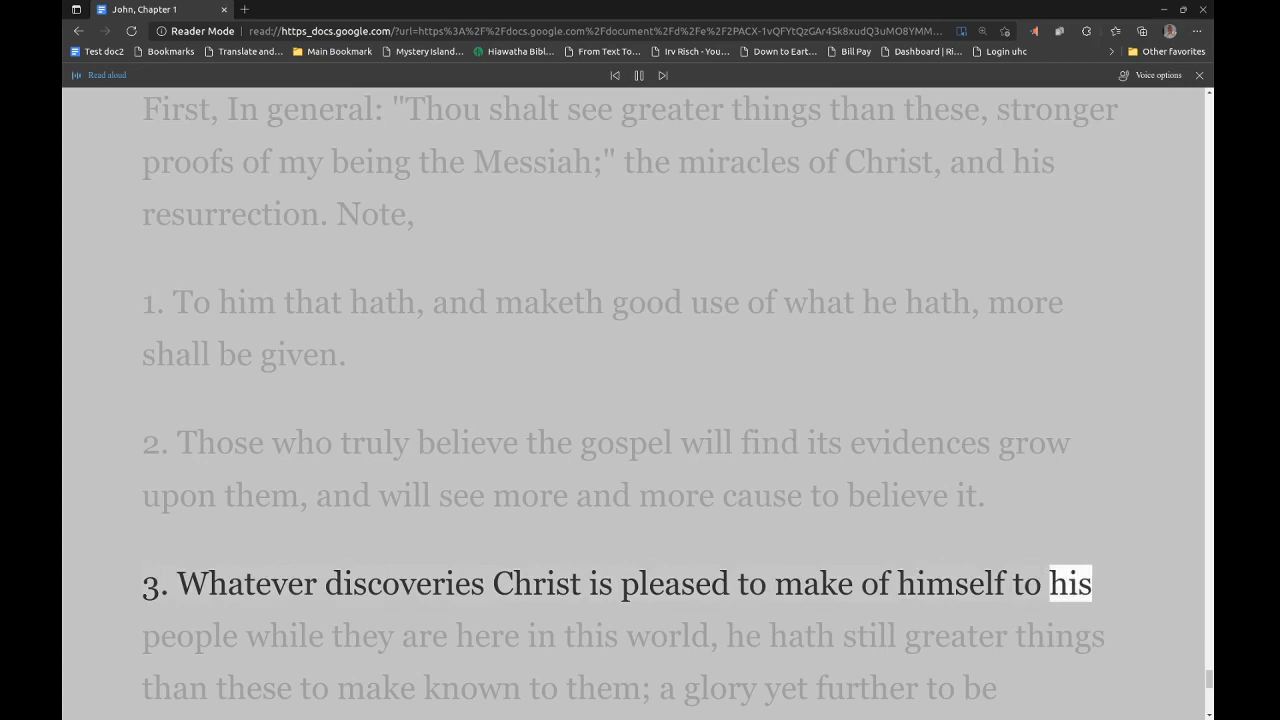 John, Chapter 1
Reader Mode read://https_docs.google.com/?url=https%3A%2F%2Fdocs.google.com%2Fdocument%2Fd%2Fe%2F2PACX-1vQFYtQzGAr4Sk8xudQ3uMO8YMM...
Test doc2 Bookmarks Translate and... Main Bookmark Mystery Island... Hiawatha Bibl... From Text To... Irv Risch - You... Down to Eart... Bill Pay Dashboard | Ri... Login uhc Other favorites
Read aloud Voice options
First, In general: "Thou shalt see greater things than these, stronger
proofs of my being the Messiah;" the miracles of Christ, and his
resurrection. Note,
1. To him that hath, and maketh good use of what he hath, more
shall be given.
2. Those who truly believe the gospel will find its evidences grow
upon them, and will see more and more cause to believe it.
3. Whatever discoveries Christ is pleased to make of himself to his
people while they are here in this world, he hath still greater things
than these to make known to them; a glory yet further to be